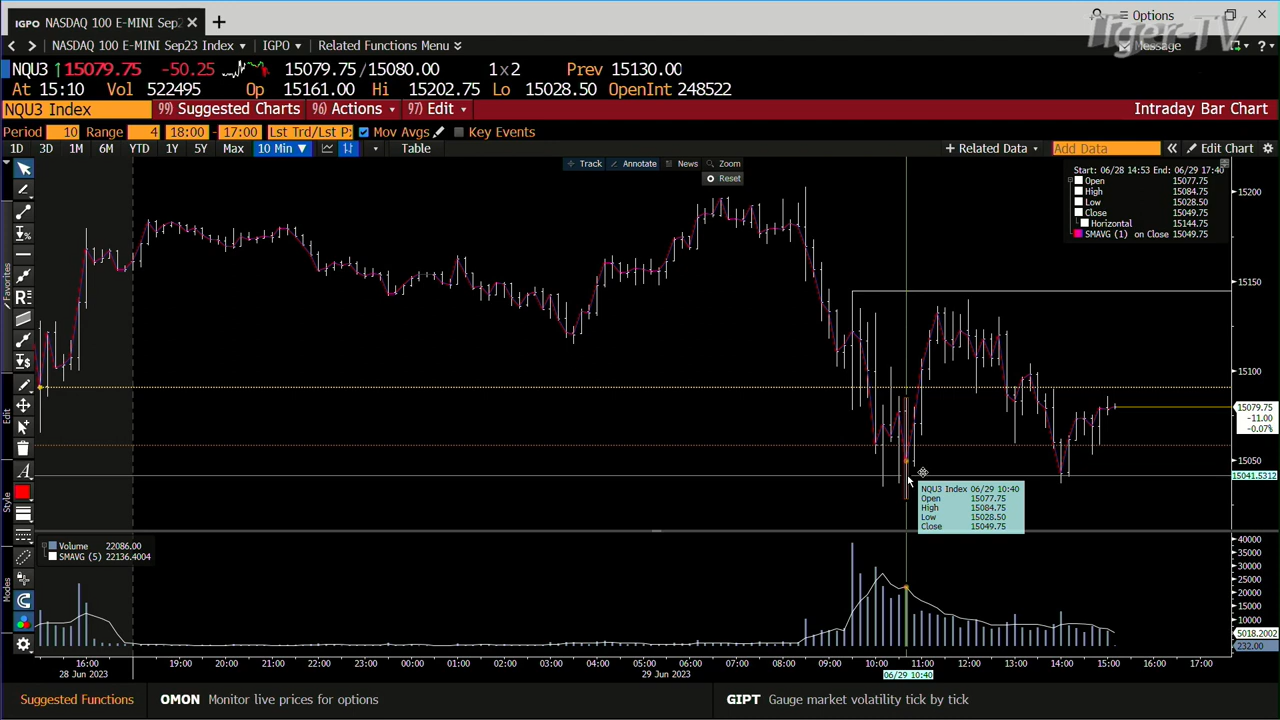 IGPO NASDAQ 100 E-MINI Sep2 × +
Options
Tiger-TV
NASDAQ 100 E-MINI Sep23 Index IGPO Related Functions Menu Message ?
NQU3 ↑15079.75 -50.25 15079.75/15080.00 1x2 Prev 15130.00
At 15:10 Vol 522495 Op 15161.00 Hi 15202.75 Lo 15028.50 OpenInt 248522
NQU3 Index 99) Suggested Charts 96) Actions 97) Edit Intraday Bar Chart
Period 10 Range 4 18:00 - 17:00 Lst Trd/Lst P Mov Avgs Key Events
1D 3D 1M 6M YTD 1Y 5Y Max 10 Min ▼ Table + Related Data Add Data « Edit Chart
Track Annotate News Zoom
Reset
Start: 06/28 14:53 End: 06/29 17:40
Open 15077.75
High 15084.75
Low 15028.50
Close 15049.75
Horizontal 15144.75
SMAVG (1) on Close 15049.75
15200
15150
15100
15079.75
-11.00
-0.07%
15050
15041.5312
NQU3 Index 06/29 10:40
Open 15077.75
High 15084.75
Low 15028.50
Close 15049.75
Favorites
Edit
Style
Modes
Volume 22086.00
SMAVG (5) 22136.4004
40000
35000
30000
25000
20000
15000
10000
5018.2002
232.00
16:00 19:00 20:00 21:00 22:00 23:00 00:00 01:00 02:00 03:00 04:00 05:00 06:00 07:00 08:00 09:00 10:00 11:00 12:00 13:00 14:00 15:00 16:00 17:00
28 Jun 2023 29 Jun 2023 06/29 10:40
Suggested Functions OMON Monitor live prices for options GIPT Gauge market volatility tick by tick